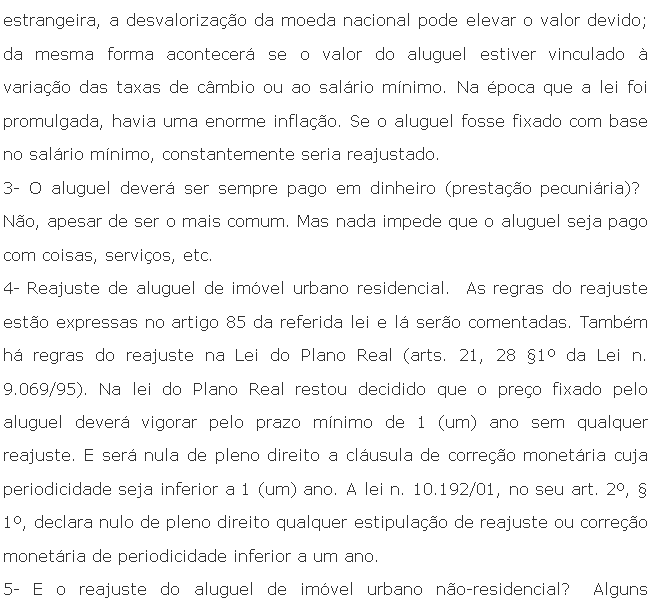 estrangeira, a desvalorização da moeda nacional pode elevar o valor devido;
da mesma forma acontecerá se o valor do aluguel estiver vinculado à
variação das taxas de câmbio ou ao salário mínimo. Na época que a lei foi
promulgada, havia uma enorme inflação. Se o aluguel fosse fixado com base
no salário mínimo, constantemente seria reajustado.
3- O aluguel deverá ser sempre pago em dinheiro (prestação pecuniária)?
Não, apesar de ser o mais comum. Mas nada impede que o aluguel seja pago
com coisas, serviços, etc.
4- Reajuste de aluguel de imóvel urbano residencial.  As regras do reajuste
estão expressas no artigo 85 da referida lei e lá serão comentadas. Também
há regras do reajuste na Lei do Plano Real (arts. 21, 28 §1º da Lei n.
9.069/95). Na lei do Plano Real restou decidido que o preço fixado pelo
aluguel deverá vigorar pelo prazo mínimo de 1 (um) ano sem qualquer
reajuste. E será nula de pleno direito a cláusula de correção monetária cuja
periodicidade seja inferior a 1 (um) ano. A lei n. 10.192/01, no seu art. 2º, §
1º, declara nulo de pleno direito qualquer estipulação de reajuste ou correção
monetária de periodicidade inferior a um ano.
5- E o reajuste do aluguel de imóvel urbano não-residencial?  Alguns